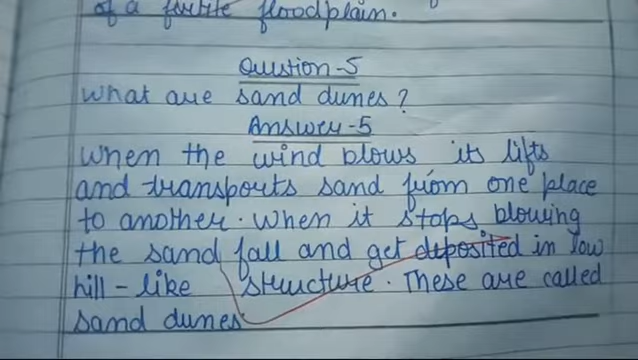 of a fertile floodplain.
Question-5
What are sand dunes?
Answer-5
When the wind blows its lifts
and transports sand from one place
to another. When it stops blowing
the sand fall and get deposited in low
hill-like structure. These are called
sand dunes